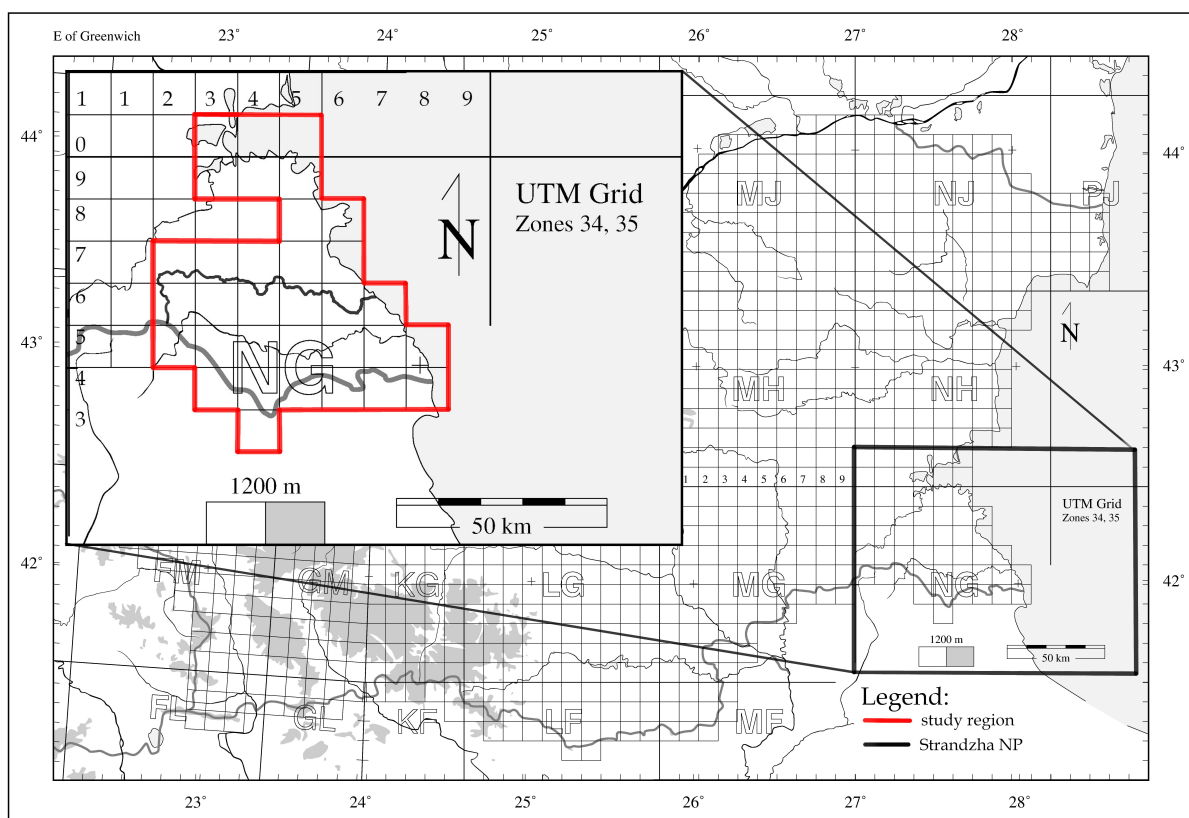 E of Greenwich 23° 24° 25° 26° 27° 28°
1 1 2 3 4 5 6 7 8 9
0
9
8
7
6
5
4
3
UTM Grid
Zones 34, 35
N
NG
1200 m
50 km
44°
43°
42°
44°
43°
42°
MJ NJ PJ
N
MH NH
1 2 3 4 5 6 7 8 9
UTM Grid
Zones 34, 35
FM GM KG LG MG NG
1200 m
50 km
FL GL KF LF MF
Legend:
study region
Strandzha NP
23° 24° 25° 26° 27° 28°